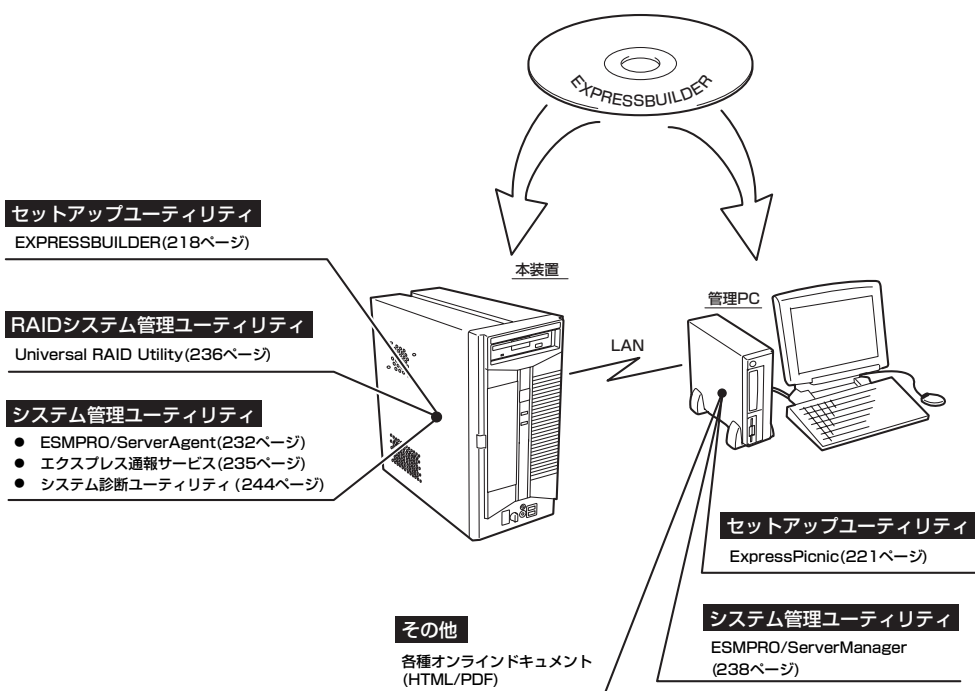 EXPRESSBUILDER
セットアップユーティリティ
EXPRESSBUILDER(218ページ)
RAIDシステム管理ユーティリティ
Universal RAID Utility(236ページ)
システム管理ユーティリティ
● ESMPRO/ServerAgent(232ページ)
● エクスプレス通報サービス(235ページ)
● システム診断ユーティリティ(244ページ)
本装置
LAN
管理PC
セットアップユーティリティ
ExpressPicnic(221ページ)
システム管理ユーティリティ
ESMPRO/ServerManager
(238ページ)
その他
各種オンラインドキュメント
(HTML/PDF)